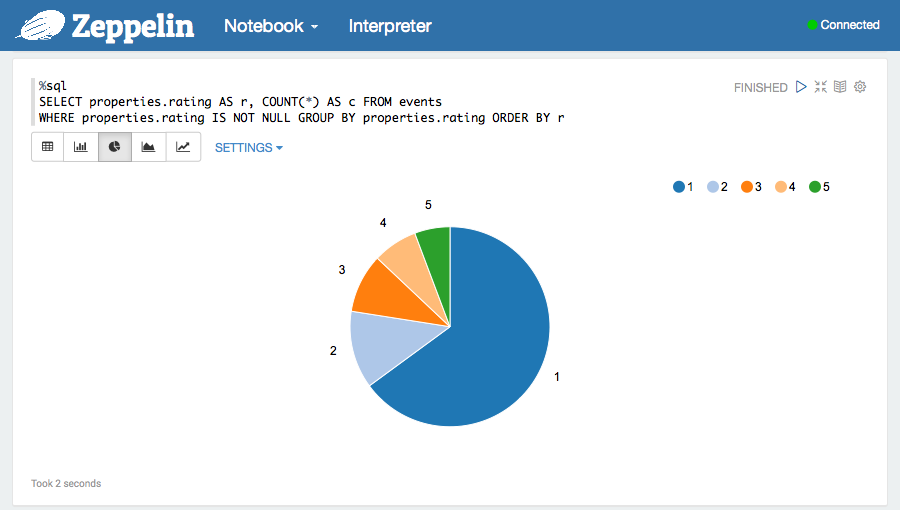 Zeppelin Notebook Interpreter Connected
%sql
FINISHED
SELECT properties.rating AS r, COUNT(*) AS c FROM events
WHERE properties.rating IS NOT NULL GROUP BY properties.rating ORDER BY r
SETTINGS
1 2 3 4 5
5
4
3
2
1
Took 2 seconds